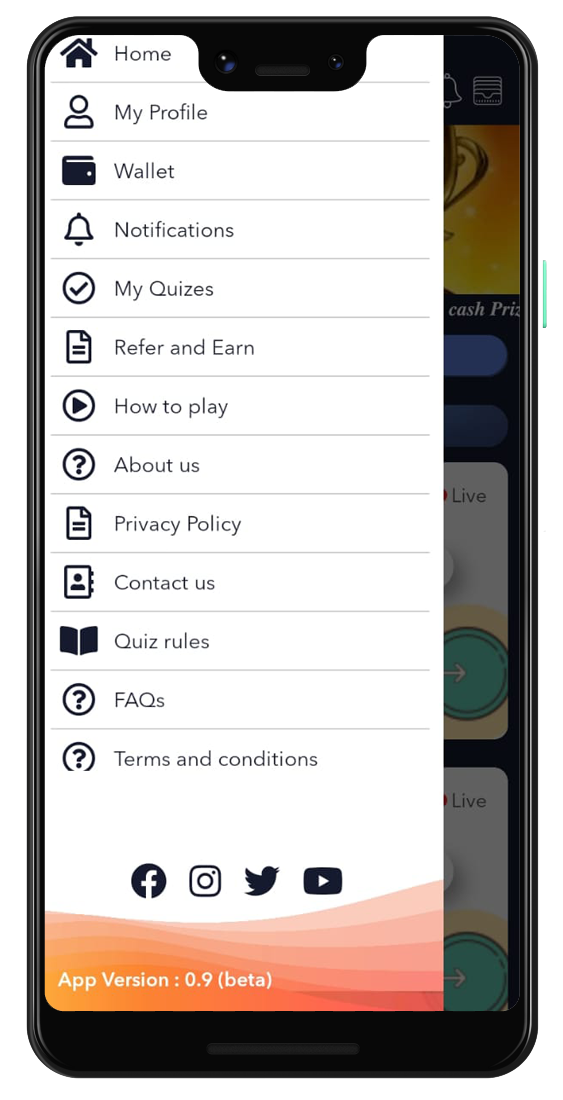 Home
My Profile
Wallet
Notifications
My Quizes
cash Priz
Refer and Earn
How to play
About us
Live
Privacy Policy
Contact us
Quiz rules
FAQs
Terms and conditions
Live
App Version : 0.9 (beta)